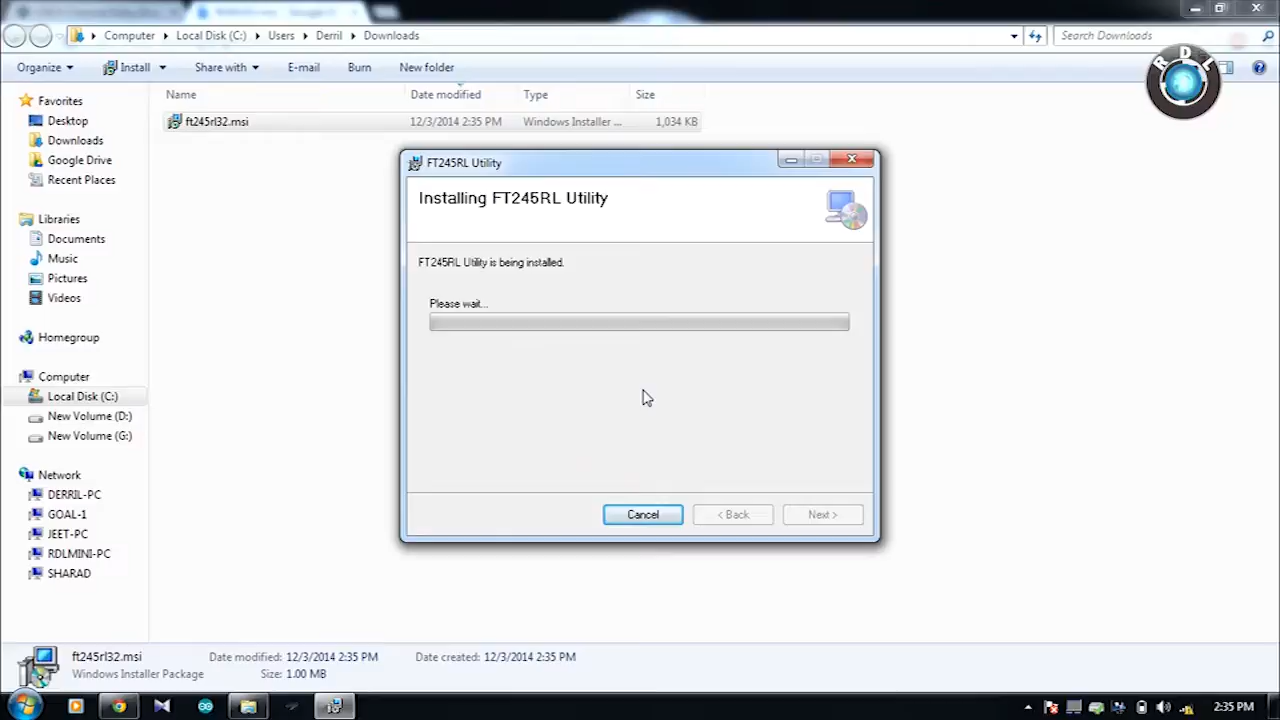 Computer Local Disk (C:) Users Derril Downloads
Search Downloads
Organize Install Share with E-mail Burn New folder
RDL
Favorites
Desktop
Downloads
Google Drive
Recent Places
Libraries
Documents
Music
Pictures
Videos
Homegroup
Computer
Local Disk (C:)
New Volume (D:)
New Volume (G:)
Network
DERRIL-PC
GOAL-1
JEET-PC
RDLMINI-PC
SHARAD
Name Date modified Type Size
ft245rl32.msi 12/3/2014 2:35 PM Windows Installer ... 1,034 KB
FT245RL Utility
Installing FT245RL Utility
FT245RL Utility is being installed.
Please wait...
Cancel < Back Next >
ft245rl32.msi Date modified: 12/3/2014 2:35 PM Date created: 12/3/2014 2:35 PM
Windows Installer Package Size: 1.00 MB
2:35 PM